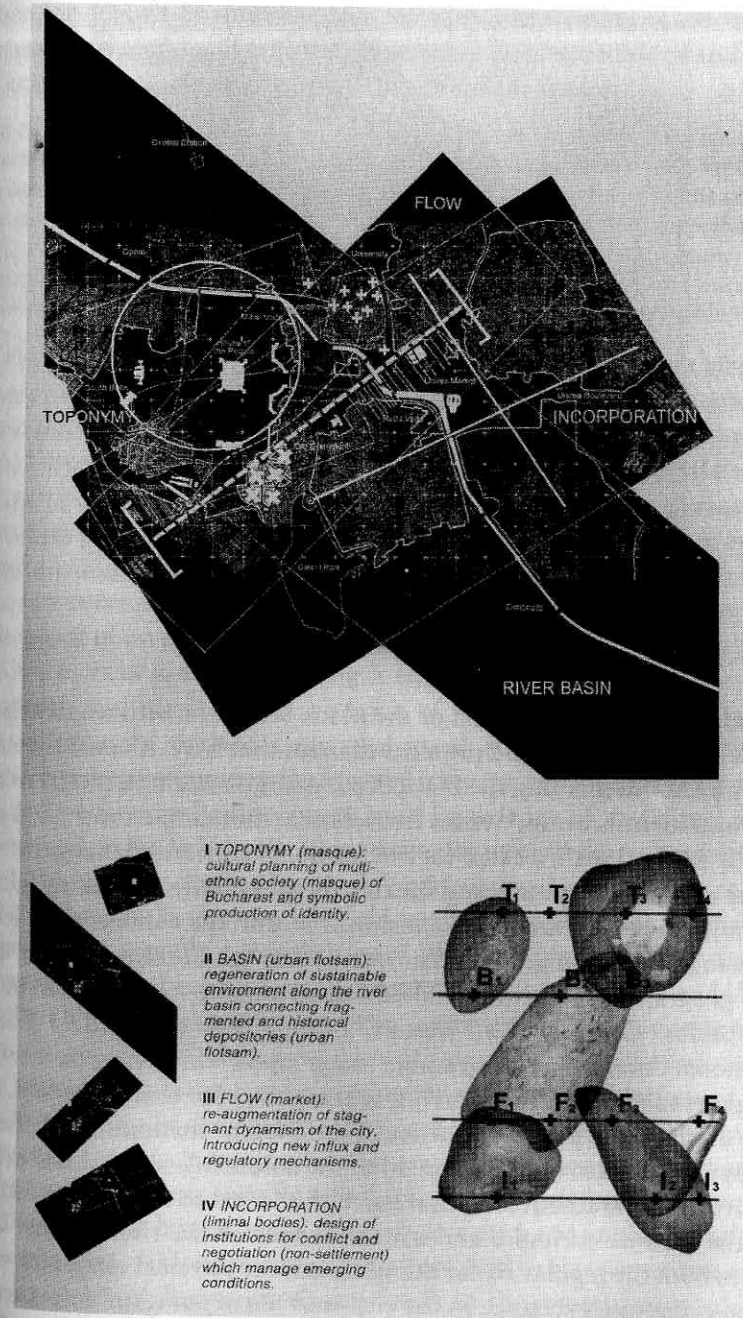 Central Station
FLOW
University
TOPONYMY
INCORPORATION
RIVER BASIN
I TOPONYMY (masque):
cultural planning of multi-
ethnic society (masque) of
Bucharest and symbolic
production of identity.
II BASIN (urban flotsam):
regeneration of sustainable
environment along the river
basin connecting frag-
mented and historical
depositories (urban
flotsam).
III FLOW (market):
re-augmentation of stag-
nant dynamism of the city.
Introducing new influx and
regulatory mechanisms.
IV INCORPORATION
(liminal bodies): design of
institutions for conflict and
negotiation (non-settlement)
which manage emerging
conditions.
T1 T2 T3 T4
B1 B B3
F1 F2 F3 F4
I1 I2 I3